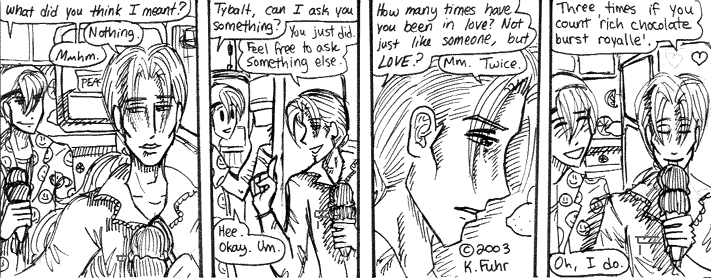 what did you think I meant?
Nothing.
Mmhm.
PEA
Tybalt, can I ask you
something?
You just did.
Feel free to ask
something else.
Hee.
Okay. Um.
How many times have
you been in love? Not
just like someone, but
LOVE?
Mm. Twice.
© 2003
K. Fuhr
Three times if you
count 'rich chocolate
burst royalle'.
Oh, I do.